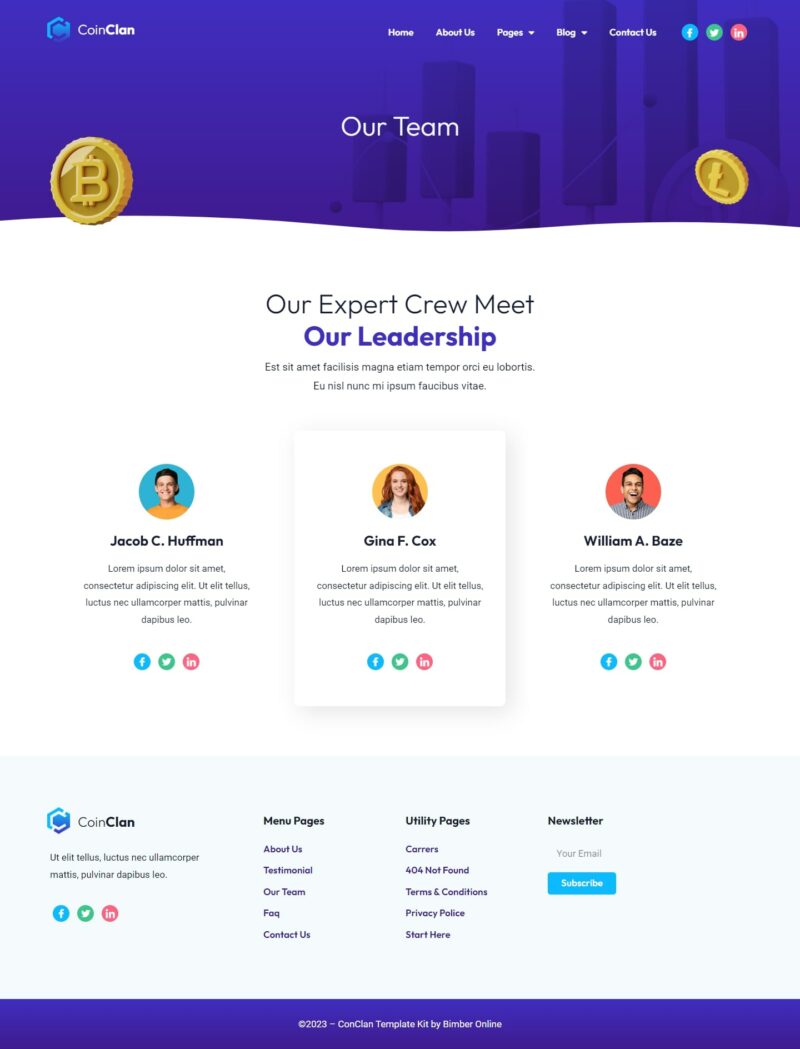 CoinClan
Home
About Us
Pages
Blog
Contact Us
Our Team
Our Expert Crew Meet
Our Leadership
Est sit amet facilisis magna etiam tempor orci eu lobortis.
Eu nisl nunc mi ipsum faucibus vitae.
Jacob C. Huffman
Lorem ipsum dolor sit amet,
consectetur adipiscing elit. Ut elit tellus,
luctus nec ullamcorper mattis, pulvinar
dapibus leo.
Gina F. Cox
Lorem ipsum dolor sit amet,
consectetur adipiscing elit. Ut elit tellus,
luctus nec ullamcorper mattis, pulvinar
dapibus leo.
William A. Baze
Lorem ipsum dolor sit amet,
consectetur adipiscing elit. Ut elit tellus,
luctus nec ullamcorper mattis, pulvinar
dapibus leo.
CoinClan
Ut elit tellus, luctus nec ullamcorper
mattis, pulvinar dapibus leo.
Menu Pages
About Us
Testimonial
Our Team
Faq
Contact Us
Utility Pages
Carrers
404 Not Found
Terms & Conditions
Privacy Police
Start Here
Newsletter
Your Email
Subscribe
©2023 – ConClan Template Kit by Bimber Online